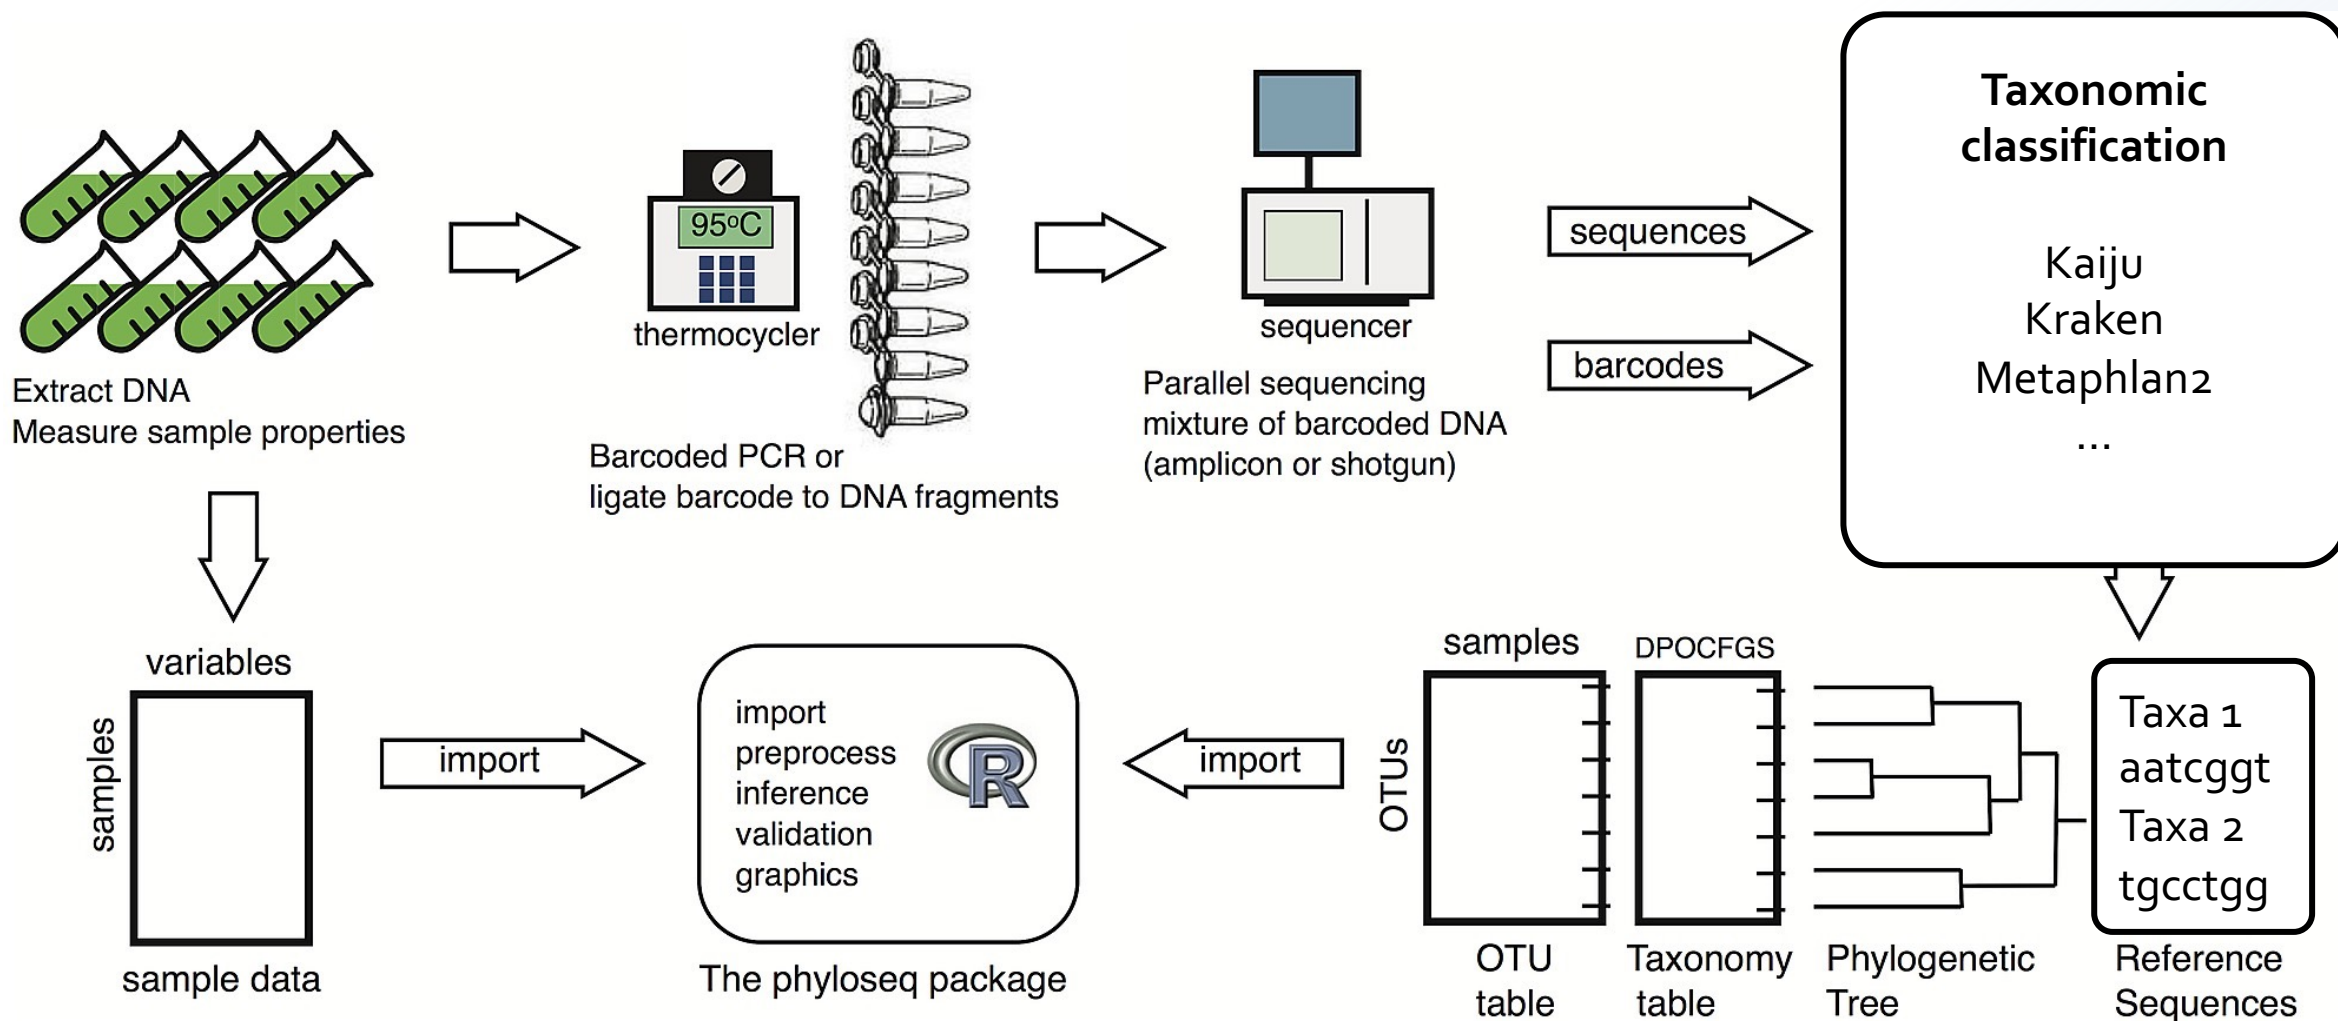 Extract DNA
Measure sample properties
95ºC
thermocycler
Barcoded PCR or
ligate barcode to DNA fragments
sequencer
Parallel sequencing
mixture of barcoded DNA
(amplicon or shotgun)
sequences
barcodes
Taxonomic
classification
Kaiju
Kraken
Metaphlan2
...
variables
samples
sample data
import
import
preprocess
inference
validation
graphics
R
The phyloseq package
import
samples
OTUs
OTU
table
DPOCFGS
Taxonomy
table
Phylogenetic
Tree
Taxa 1
aatcggt
Taxa 2
tgcctgg
Reference
Sequences